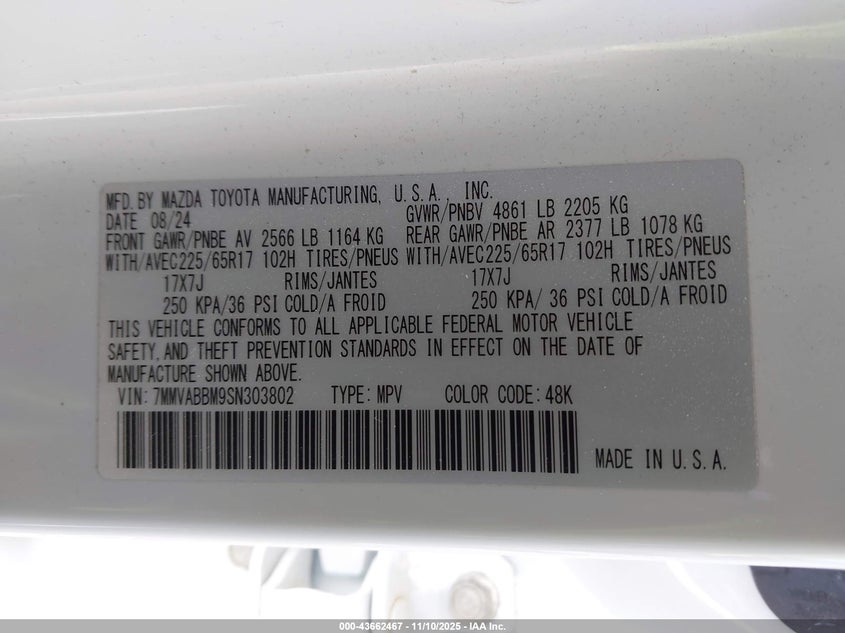 MFD. BY MAZDA TOYOTA MANUFACTURING, U.S.A., INC.
DATE 08/24 GVWR/PNBV 4861 LB 2205 KG
FRONT GAWR/PNBE AV 2566 LB 1164 KG REAR GAWR/PNBE AR 2377 LB 1078 KG
WITH/AVEC225/65R17 102H TIRES/PNEUS WITH/AVEC225/65R17 102H TIRES/PNEUS
17X7J RIMS/JANTES 17X7J RIMS/JANTES
250 KPA/36 PSI COLD/A FROID 250 KPA/ 36 PSI COLD/A FROID
THIS VEHICLE CONFORMS TO ALL APPLICABLE FEDERAL MOTOR VEHICLE
SAFETY, AND THEFT PREVENTION STANDARDS IN EFFECT ON THE DATE OF
MANUFACTURE SHOWN ABOVE.
VIN: 7MMVABBM9SN303802 TYPE: MPV COLOR CODE: 48K
MADE IN U.S.A.
000-43662467 - 11/10/2025 - IAA Inc.